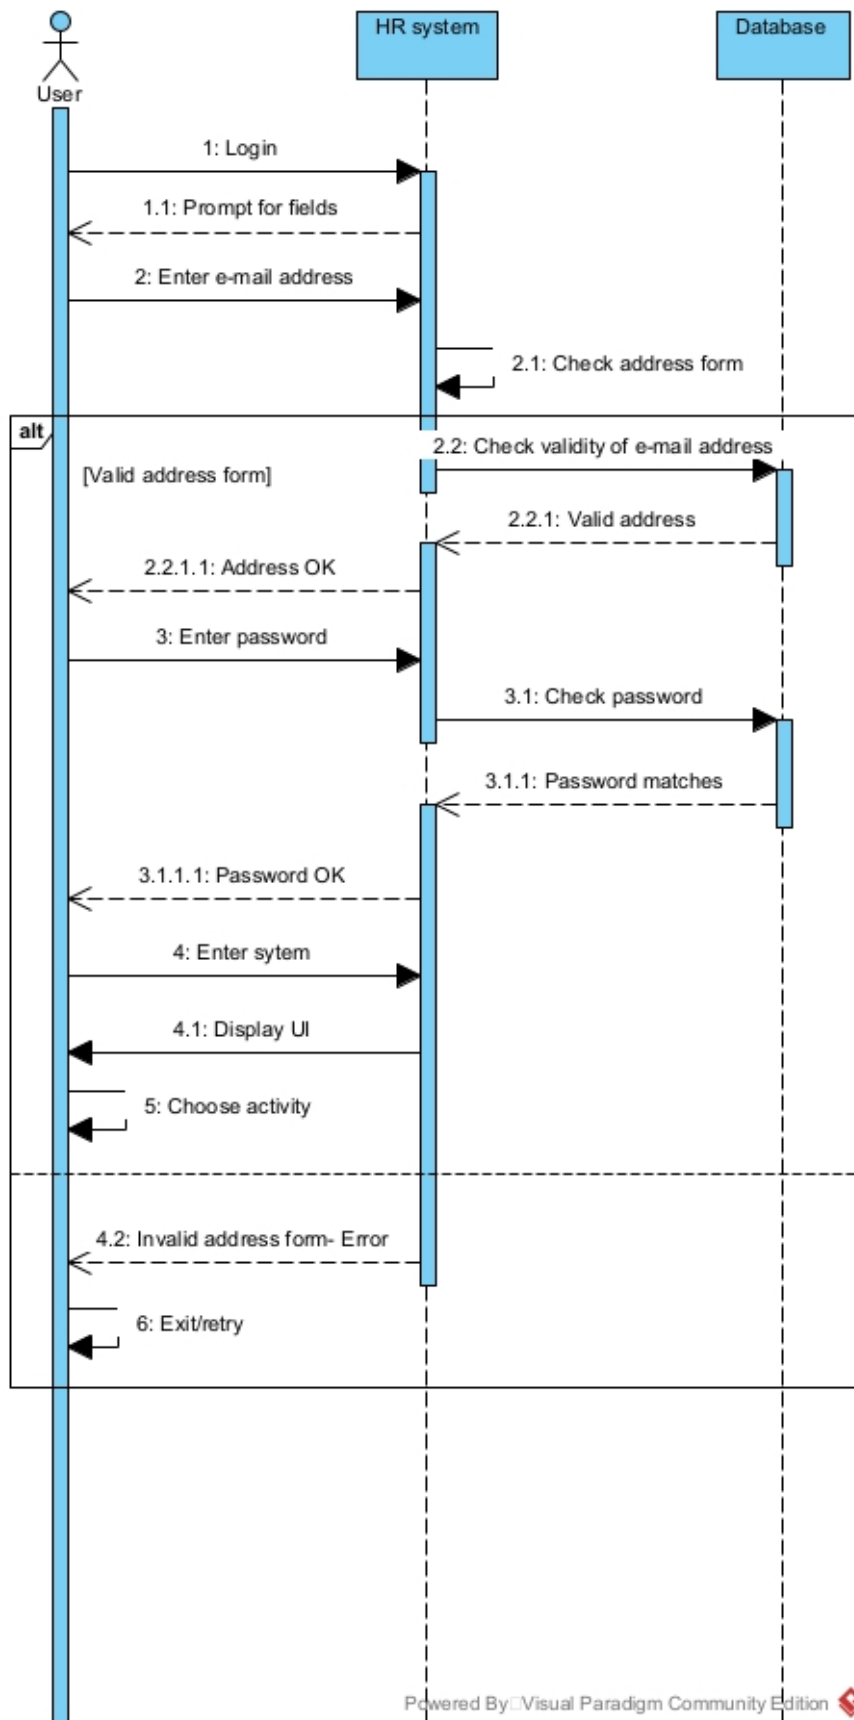 HR system
Database
User
1: Login
1.1: Prompt for fields
2: Enter e-mail address
2.1: Check address form
alt
2.2: Check validity of e-mail address
[Valid address form]
2.2.1: Valid address
2.2.1.1: Address OK
3: Enter password
3.1: Check password
3.1.1: Password matches
3.1.1.1: Password OK
4: Enter sytem
4.1: Display UI
5: Choose activity
4.2: Invalid address form- Error
6: Exit/retry
Powered By Visual Paradigm Community Edition